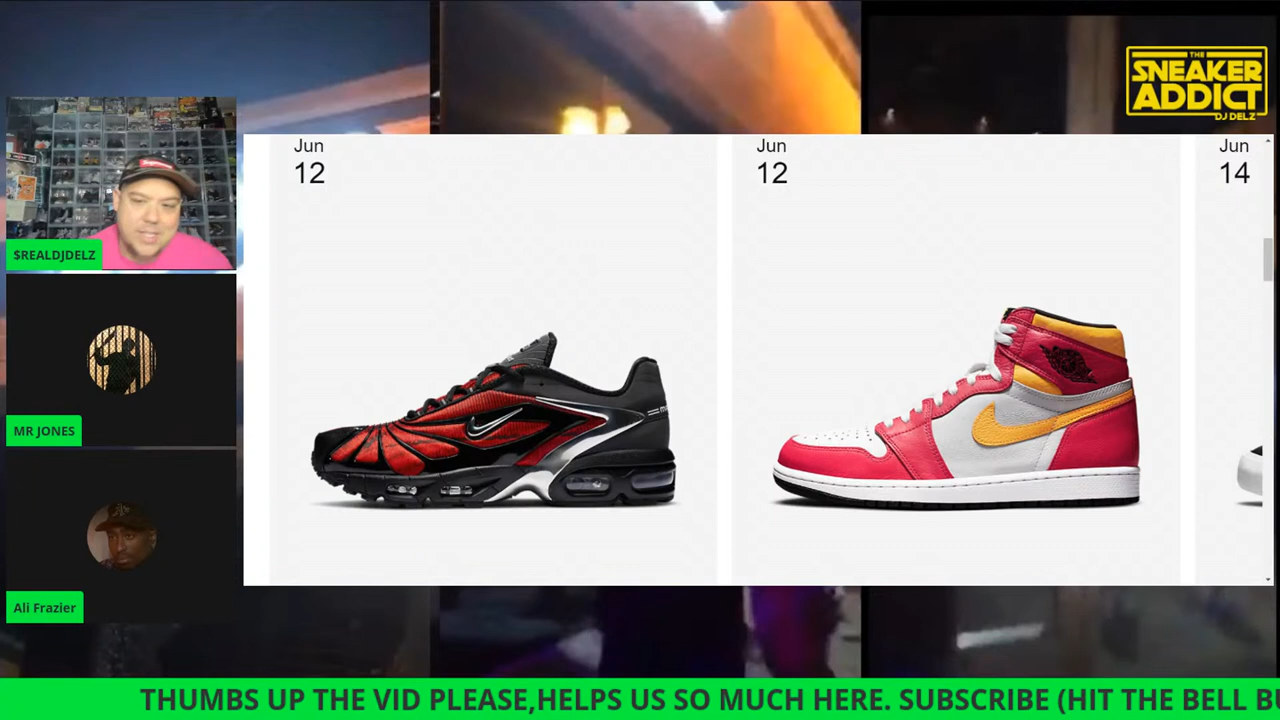 THE
SNEAKER
ADDICT
DJ DELZ
Jun
12
Jun
12
Jun
14
$REALDJDELZ
MR JONES
Ali Frazier
THUMBS UP THE VID PLEASE,HELPS US SO MUCH HERE. SUBSCRIBE (HIT THE BELL